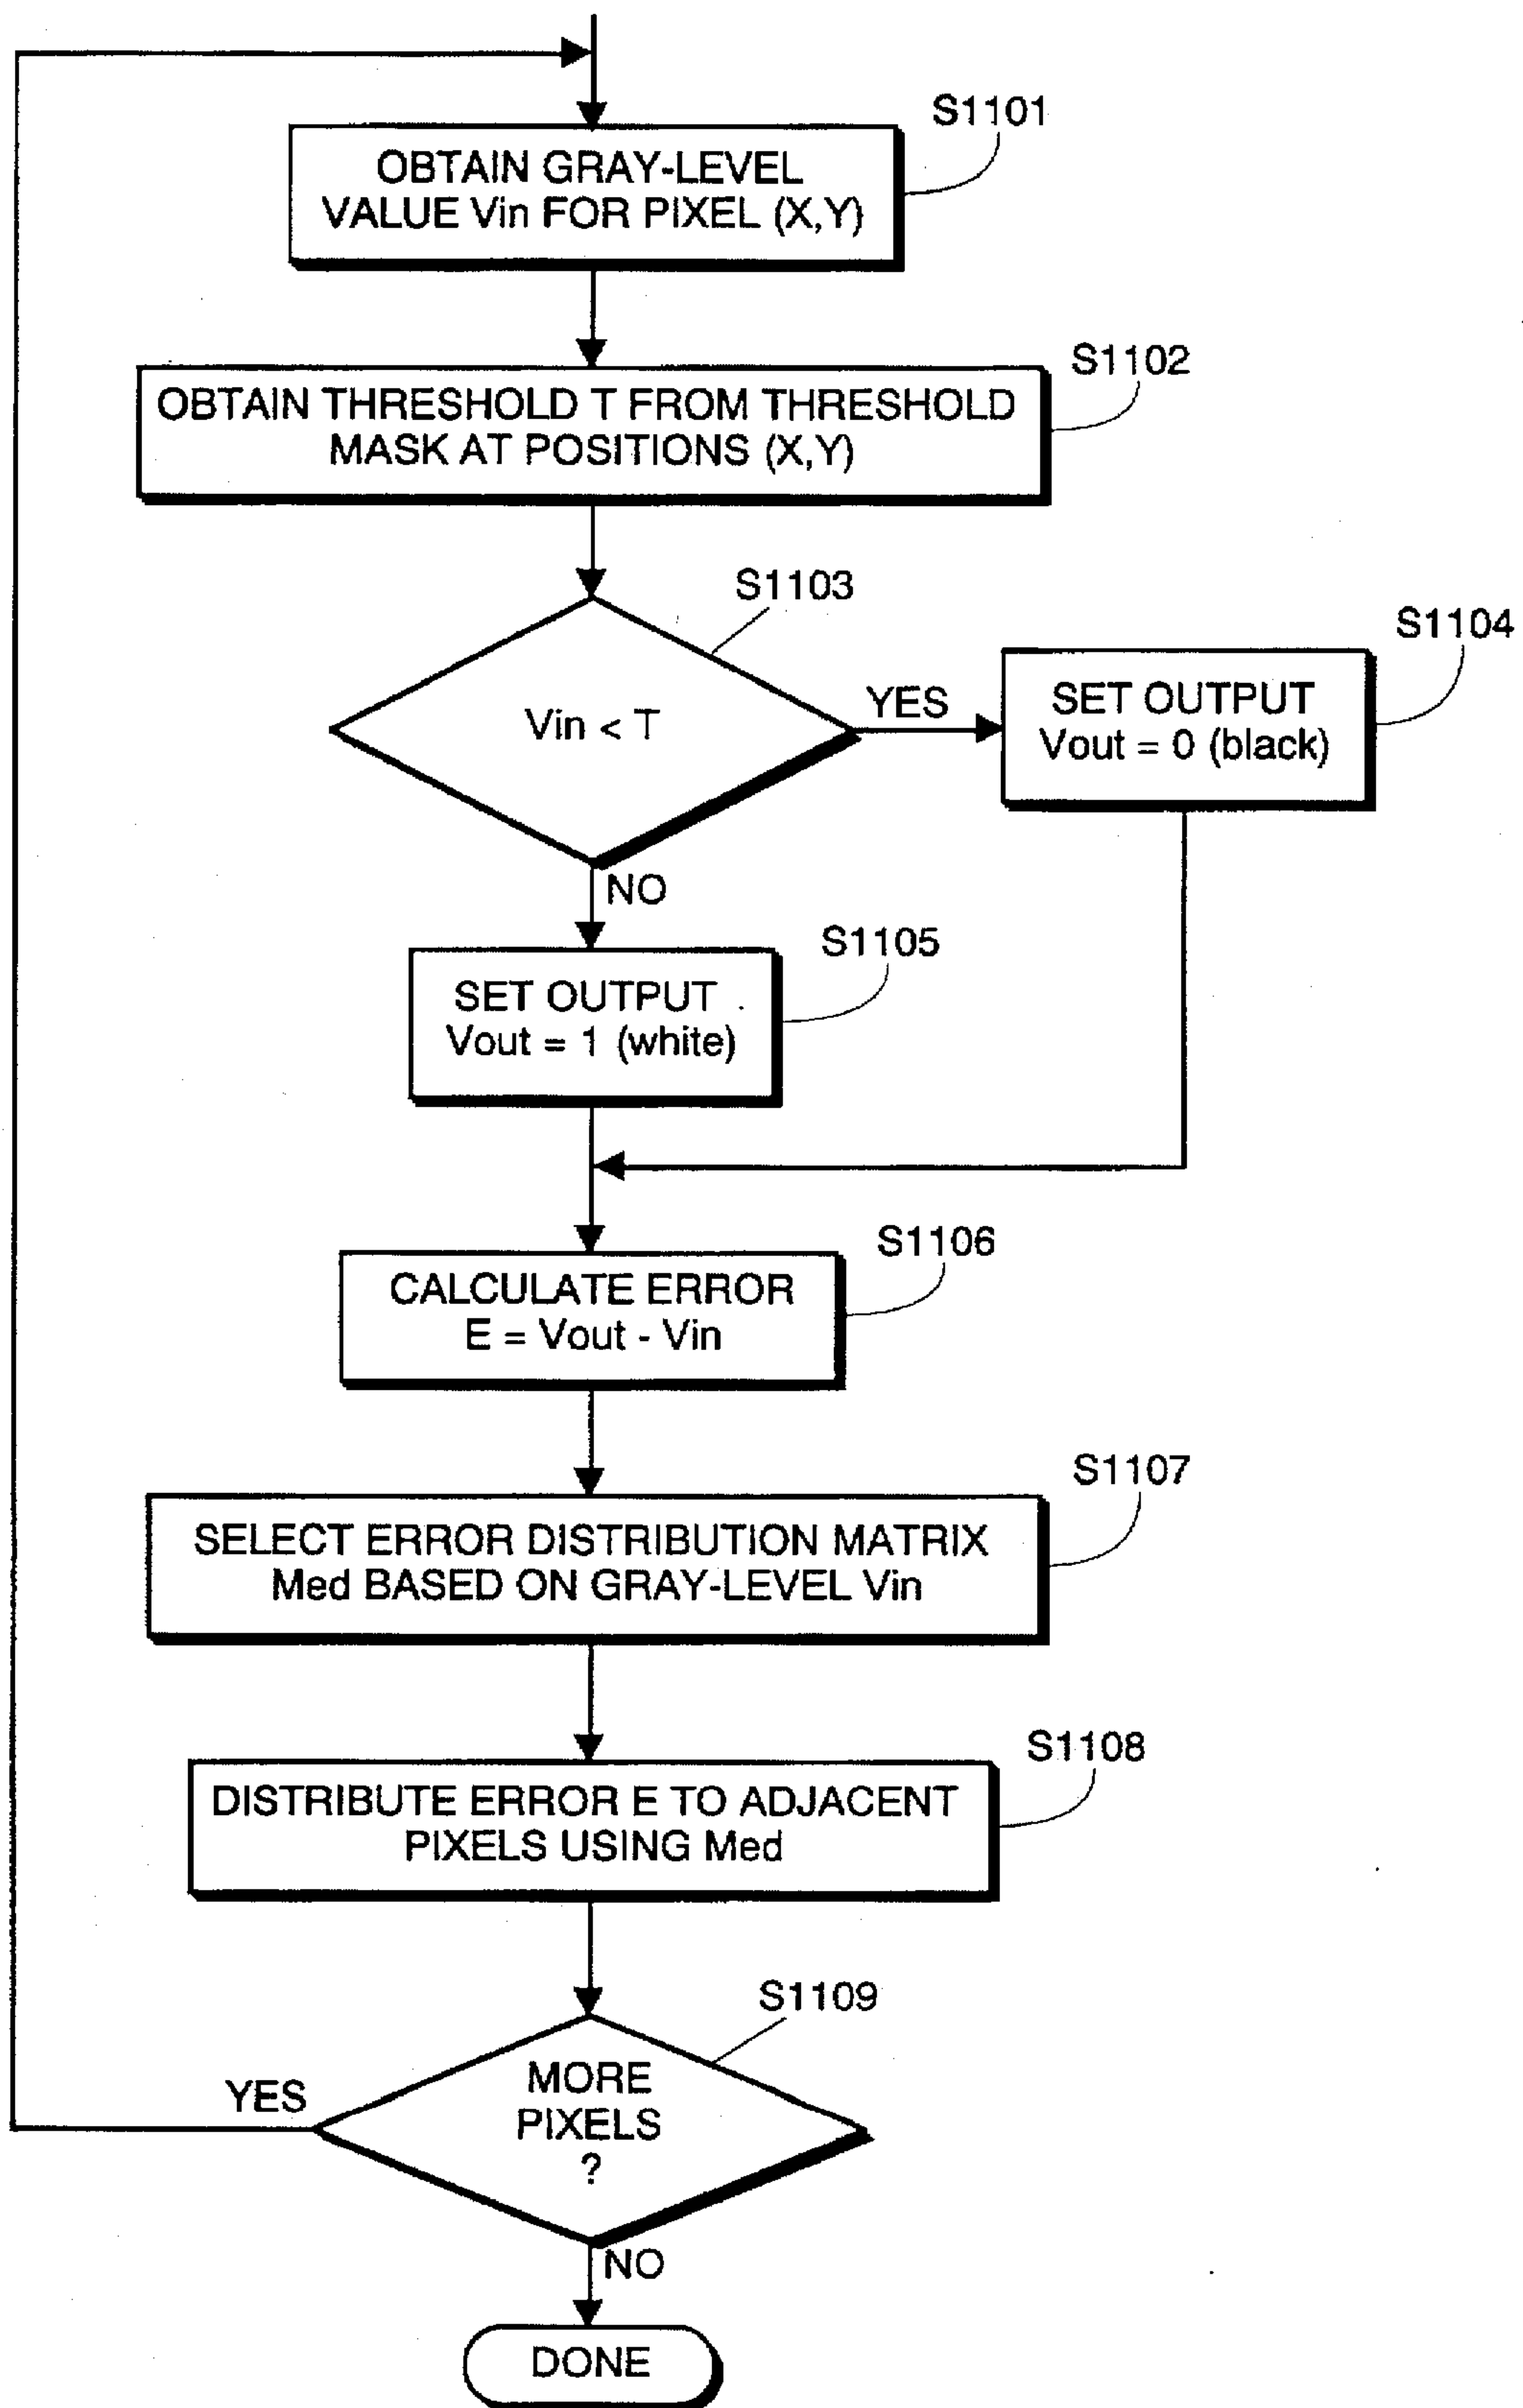 S1101
OBTAIN GRAY-LEVEL
VALUE Vin FOR PIXEL (X,Y)
S1102
OBTAIN THRESHOLD T FROM THRESHOLD
MASK AT POSITIONS (X,Y)
S1103
Vin < T
YES
S1104
SET OUTPUT
Vout = 0 (black)
NO
S1105
SET OUTPUT
Vout = 1 (white)
S1106
CALCULATE ERROR
E = Vout - Vin
S1107
SELECT ERROR DISTRIBUTION MATRIX
Med BASED ON GRAY-LEVEL Vin
S1108
DISTRIBUTE ERROR E TO ADJACENT
PIXELS USING Med
S1109
MORE
PIXELS
?
YES
NO
DONE